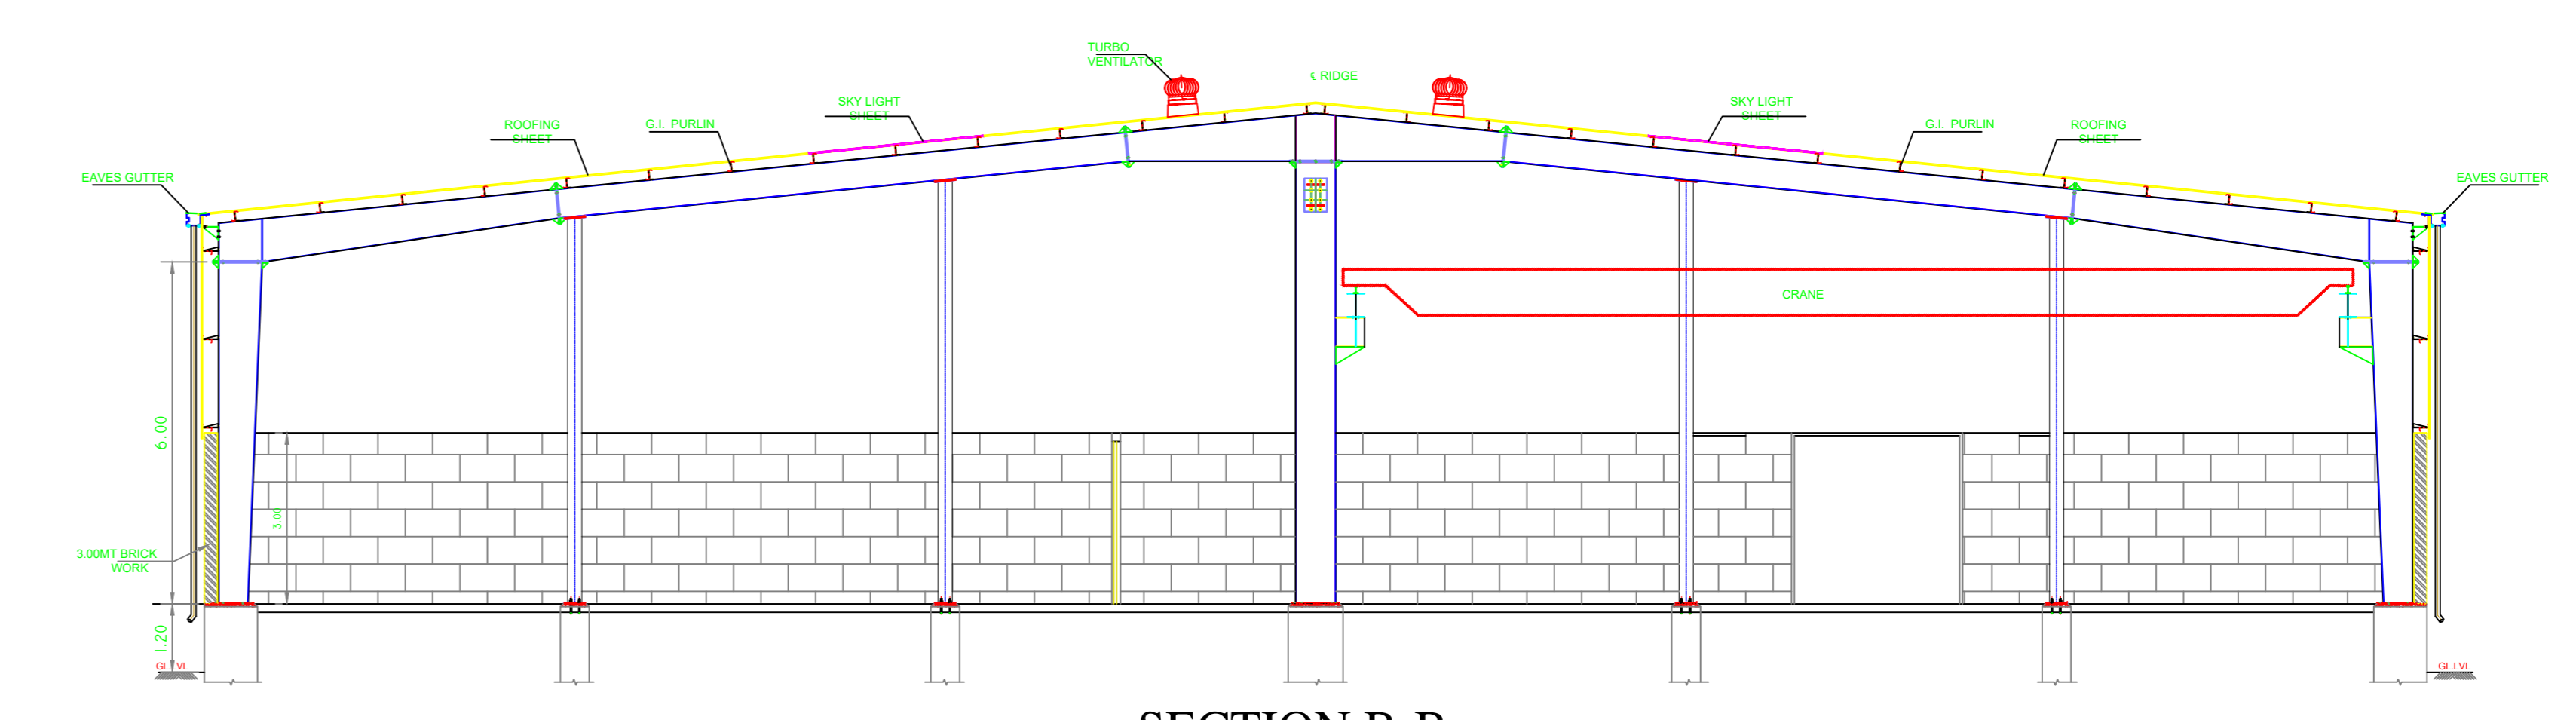 TURBO
VENTILATOR
℄ RIDGE
SKY LIGHT
SHEET
SKY LIGHT
SHEET
ROOFING
SHEET
G.I. PURLIN
G.I. PURLIN
ROOFING
SHEET
EAVES GUTTER
EAVES GUTTER
CRANE
6.00
3.00
3.00MT BRICK
WORK
1.20
GL.LVL
GL.LVL
SECTION B-B